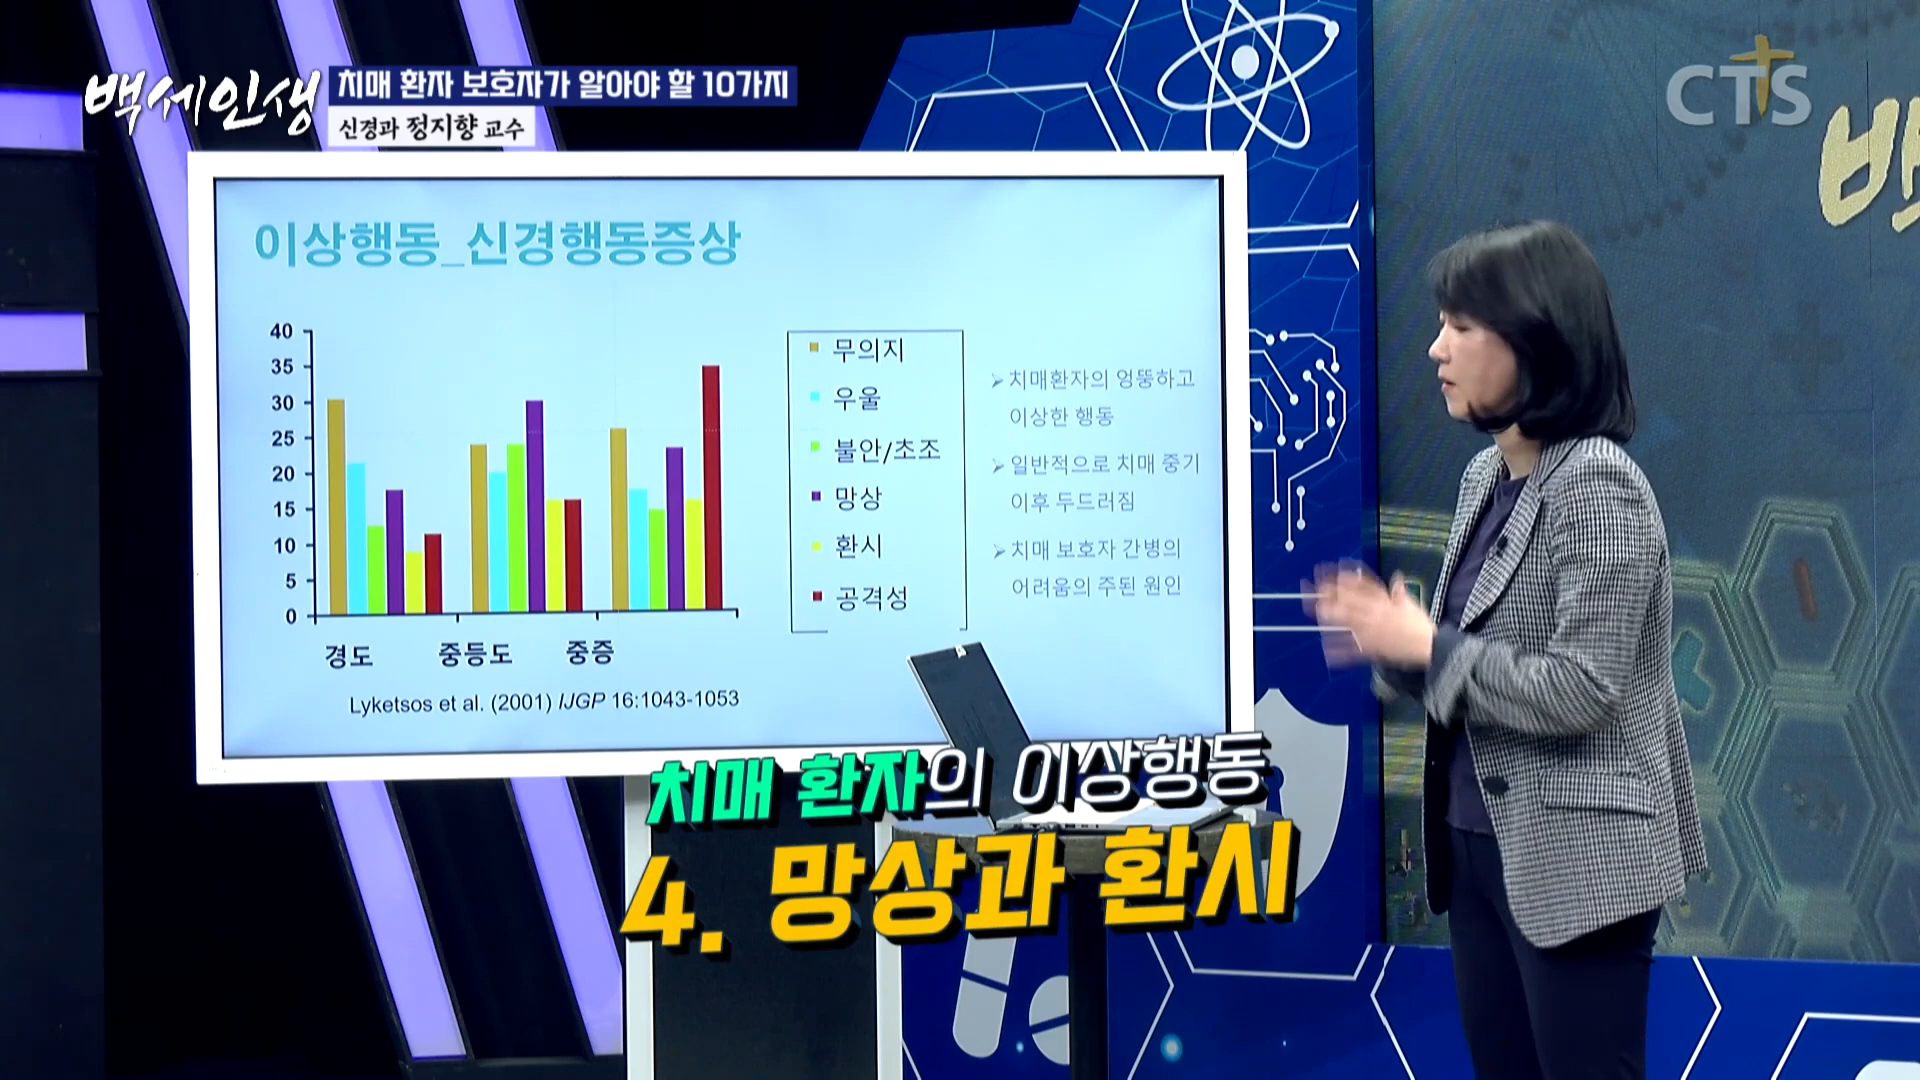 백세인생
치매 환자 보호자가 알아야 할 10가지
신경과 정지향 교수
CTS
백
이상행동_신경행동증상
40
35
30
25
20
15
10
5
0
경도 중등도 중증
무의지
우울
불안/초조
망상
환시
공격성
치매환자의 엉뚱하고
이상한 행동
일반적으로 치매 중기
이후 두드러짐
치매 보호자 간병의
어려움의 주된 원인
Lyketsos et al. (2001) IJGP 16:1043-1053
치매 환자의 이상행동
4. 망상과 환시